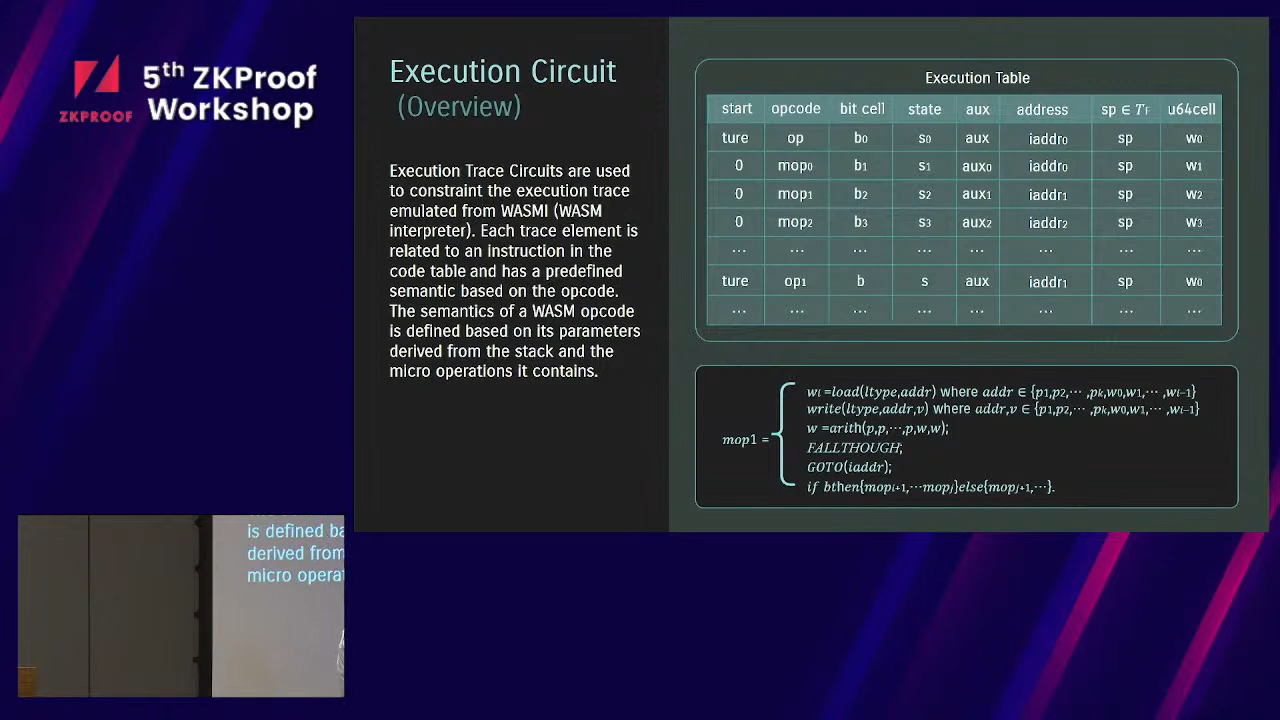 5th ZKProof
Workshop
ZKPROOF
Execution Circuit
(Overview)
Execution Trace Circuits are used
to constraint the execution trace
emulated from WASMI (WASM
interpreter). Each trace element is
related to an instruction in the
code table and has a predefined
semantic based on the opcode.
The semantics of a WASM opcode
is defined based on its parameters
derived from the stack and the
micro operations it contains.
Execution Table
start opcode bit cell state aux address sp ∈ TF u64cell
ture op b0 s0 aux iaddr0 sp w0
0 mop0 b1 s1 aux0 iaddr0 sp w1
0 mop1 b2 s2 aux1 iaddr1 sp w2
0 mop2 b3 s3 aux2 iaddr2 sp w3
... ... ... ... ... ... ... ...
ture op1 b s aux iaddr1 sp w0
... ... ... ... ... ... ... ...
mop1 =
wi =load(ltype,addr) where addr ∈ {p1,p2,⋯ ,pk,w0,w1,⋯ ,wi−1}
write(ltype,addr,v) where addr,v ∈ {p1,p2,⋯ ,pk,w0,w1,⋯ ,wi−1}
w =arith(p,p,⋯,p,w,w);
FALLTHOUGH;
GOTO(iaddr);
if bthen{mopi+1,⋯mopj}else{mopj+1,⋯}.
is defined ba
derived from
micro operat